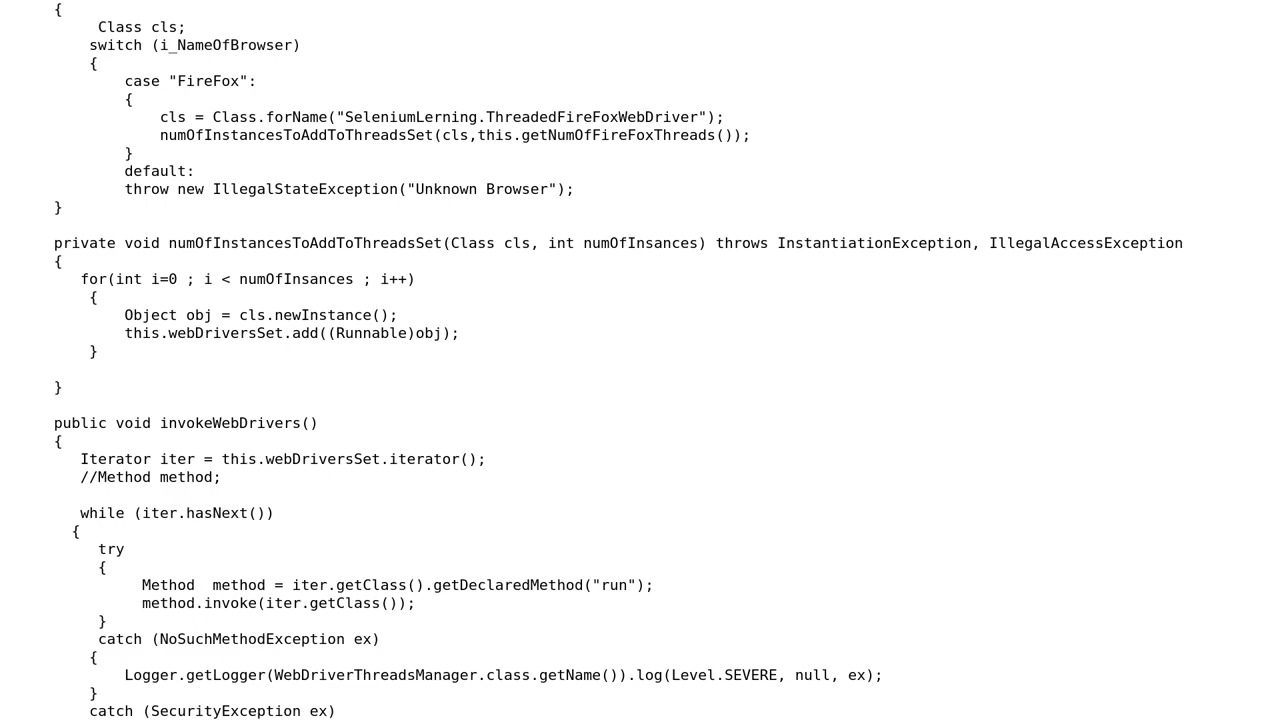 {
     Class cls;
    switch (i_NameOfBrowser)
    {
        case "FireFox":
        {
            cls = Class.forName("SeleniumLerning.ThreadedFireFoxWebDriver");
            numOfInstancesToAddToThreadsSet(cls,this.getNumOfFireFoxThreads());
        }
        default:
        throw new IllegalStateException("Unknown Browser");
}

private void numOfInstancesToAddToThreadsSet(Class cls, int numOfInsances) throws InstantiationException, IllegalAccessException
{
   for(int i=0 ; i < numOfInsances ; i++)
    {
        Object obj = cls.newInstance();
        this.webDriversSet.add((Runnable)obj);
    }

}

public void invokeWebDrivers()
{
   Iterator iter = this.webDriversSet.iterator();
   //Method method;

   while (iter.hasNext())
  {
     try
     {
          Method  method = iter.getClass().getDeclaredMethod("run");
          method.invoke(iter.getClass());
     }
     catch (NoSuchMethodException ex)
    {
        Logger.getLogger(WebDriverThreadsManager.class.getName()).log(Level.SEVERE, null, ex);
    }
    catch (SecurityException ex)